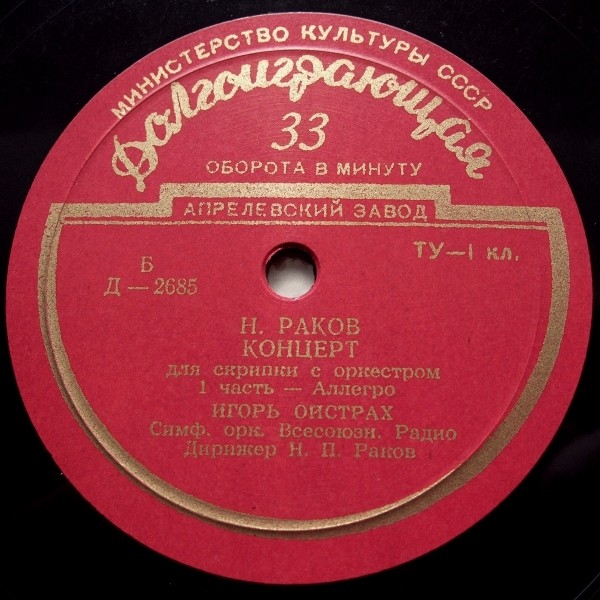 МИНИСТЕРСТВО КУЛЬТУРЫ СССР
Долгоиграющая
33
ОБОРОТА В МИНУТУ
АПРЕЛЕВСКИЙ ЗАВОД
ТУ—I кл.
Б
Д — 2685
Н. РАКОВ
КОНЦЕРТ
для скрипки с оркестром
1 часть — Аллегро
ИГОРЬ ОЙСТРАХ
Симф. орк. Всесоюзн. Радио
Дирижер Н. П. Раков